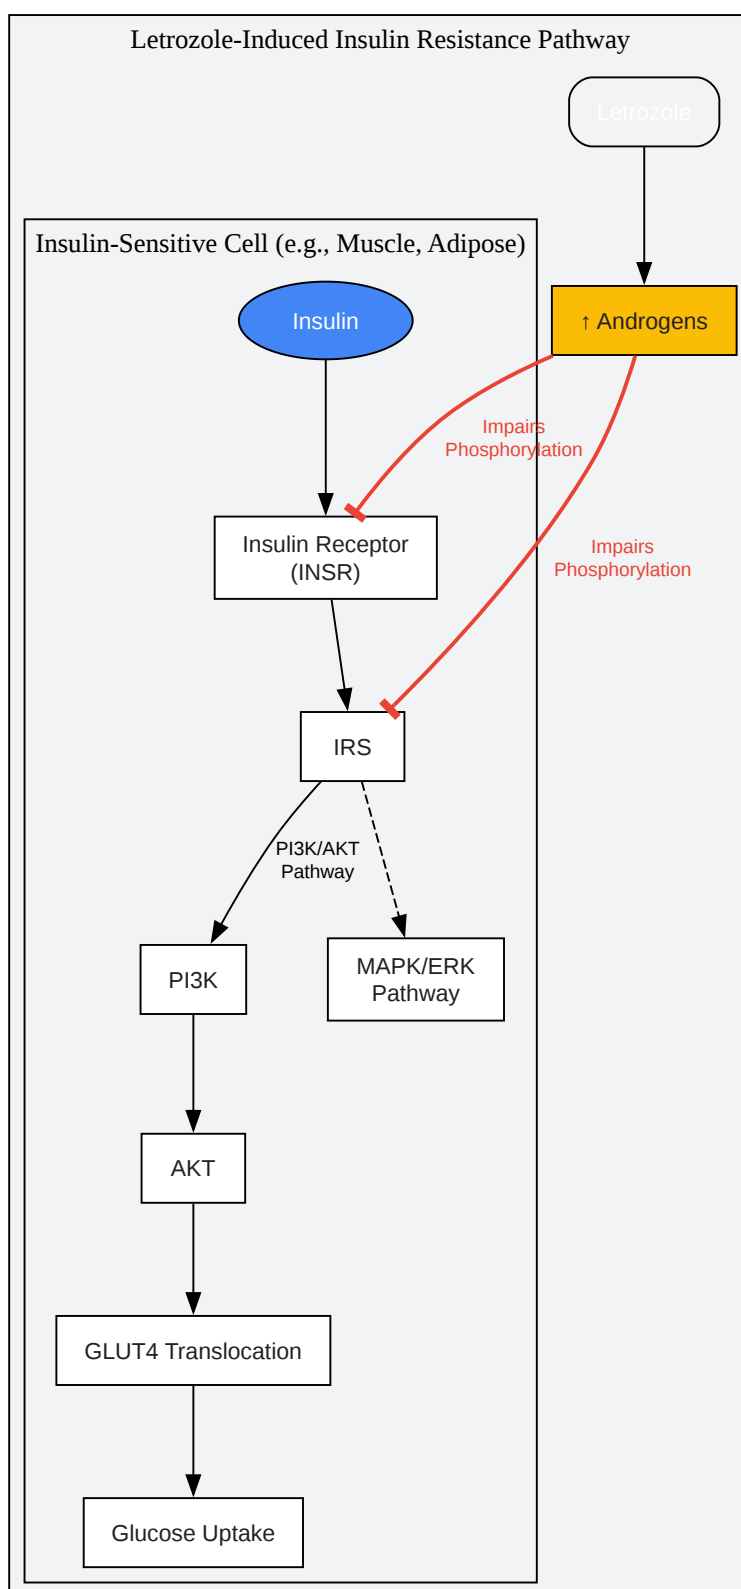 Letrozole-Induced Insulin Resistance Pathway
Letrozole
Insulin-Sensitive Cell (e.g., Muscle, Adipose)
Insulin
↑ Androgens
Impairs
Phosphorylation
Impairs
Phosphorylation
Insulin Receptor
(INSR)
IRS
PI3K/AKT
Pathway
PI3K
MAPK/ERK
Pathway
AKT
GLUT4 Translocation
Glucose Uptake